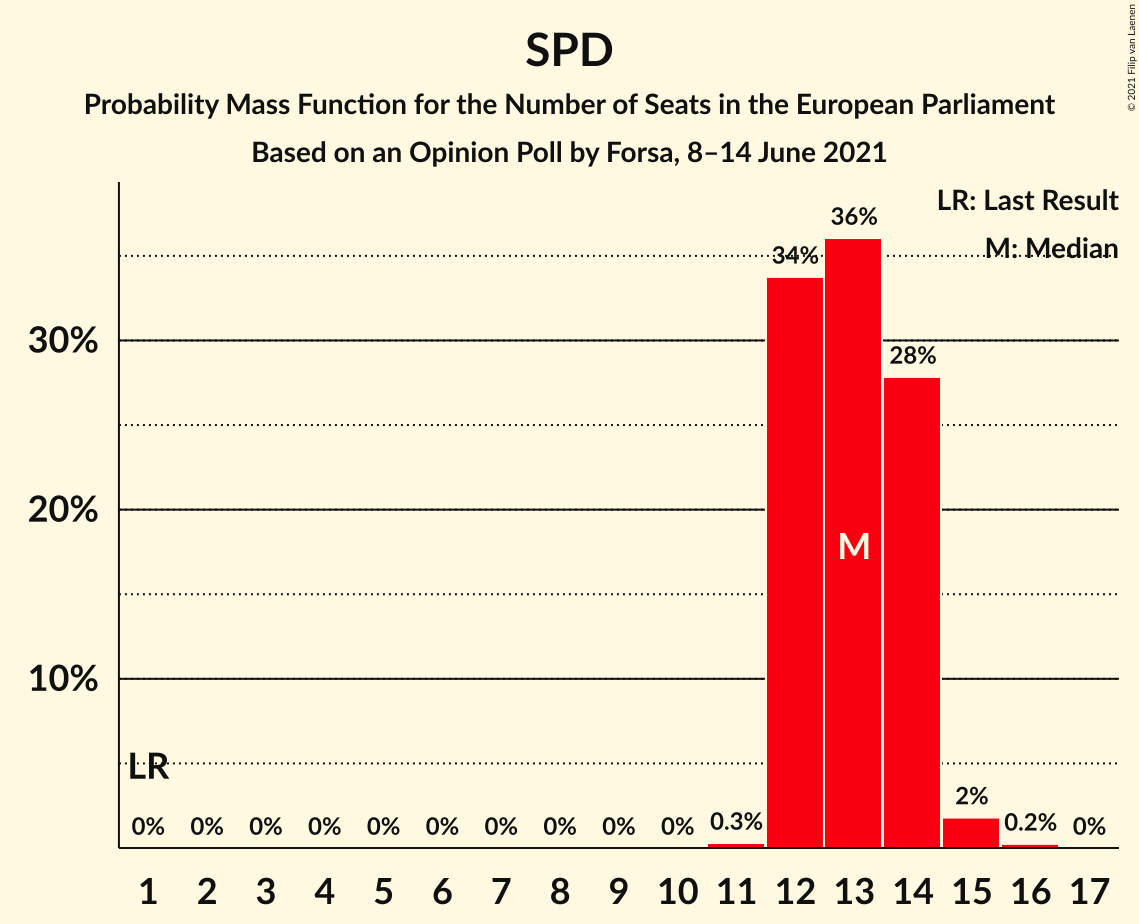 SPD
Probability Mass Function for the Number of Seats in the European Parliament
Based on an Opinion Poll by Forsa, 8–14 June 2021
© 2021 Filip van Laenen
LR: Last Result
M: Median
30%
20%
10%
36%
34%
28%
M
LR
0% 0% 0% 0% 0% 0% 0% 0% 0% 0% 0.3% 2% 0.2% 0%
1 2 3 4 5 6 7 8 9 10 11 12 13 14 15 16 17